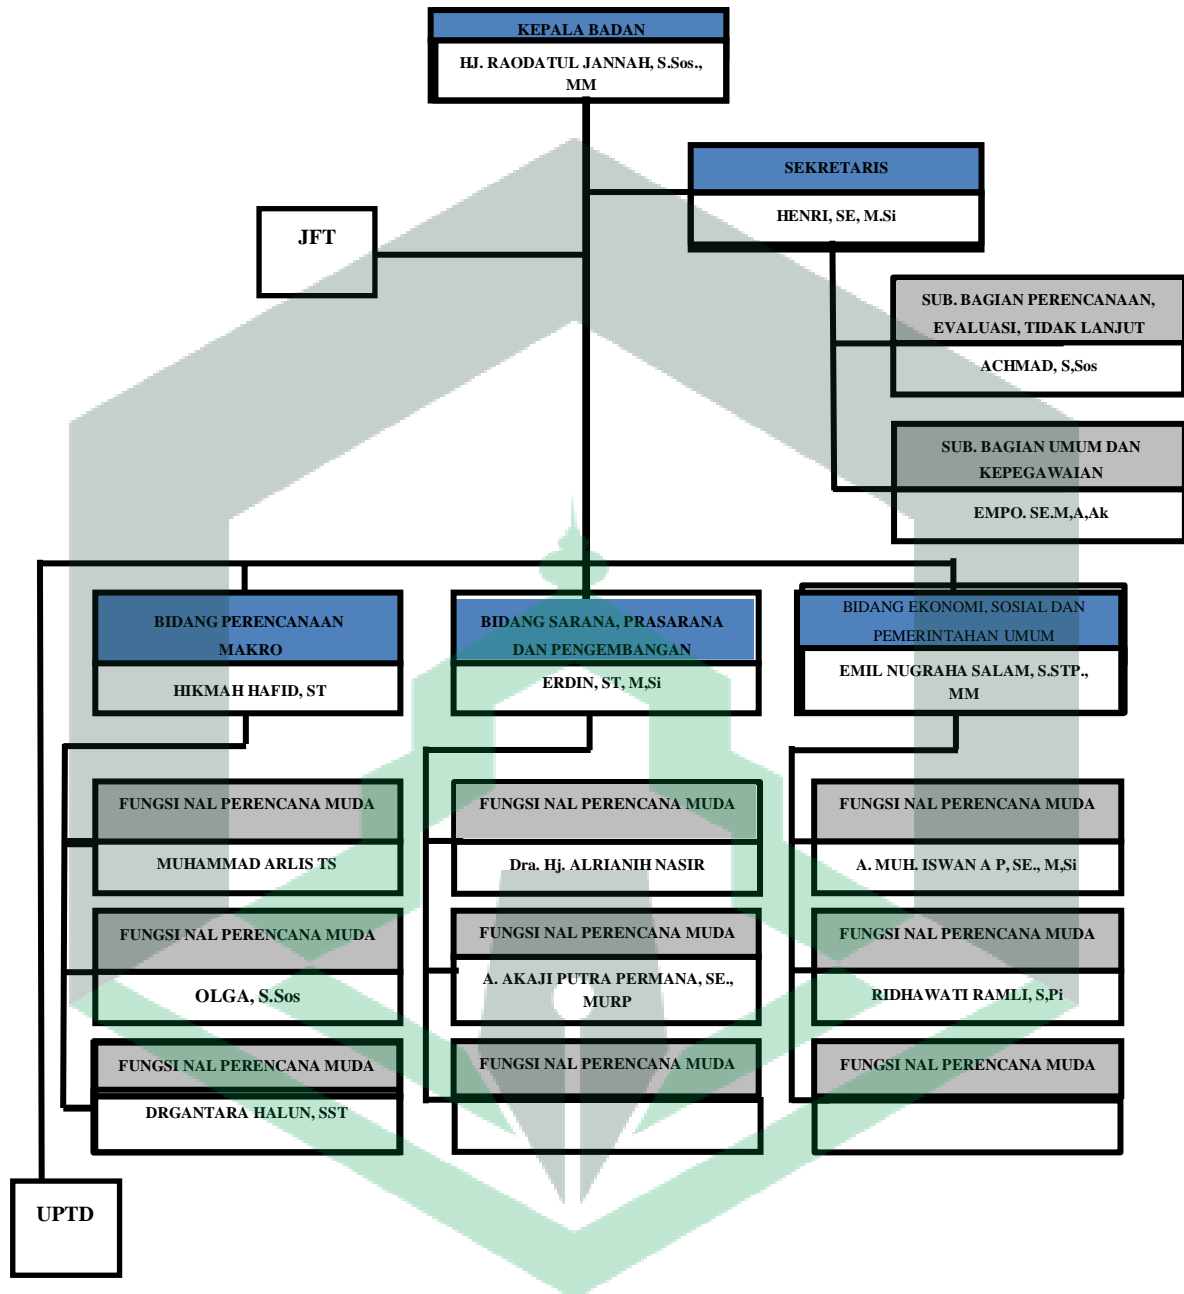 KEPALA BADAN
HJ. RAODATUL JANNAH, S.Sos.,
MM
SEKRETARIS
HENRI, SE, M.Si
JFT
SUB. BAGIAN PERENCANAAN,
EVALUASI, TIDAK LANJUT
ACHMAD, S,Sos
SUB. BAGIAN UMUM DAN
KEPEGAWAIAN
EMPO. SE.M,A,Ak
BIDANG PERENCANAAN
MAKRO
HIKMAH HAFID, ST
BIDANG SARANA, PRASARANA
DAN PENGEMBANGAN
ERDIN, ST, M,Si
BIDANG EKONOMI, SOSIAL DAN
PEMERINTAHAN UMUM
EMIL NUGRAHA SALAM, S.STP.,
MM
FUNGSI NAL PERENCANA MUDA
MUHAMMAD ARLIS TS
FUNGSI NAL PERENCANA MUDA
Dra. Hj. ALRIANIH NASIR
FUNGSI NAL PERENCANA MUDA
A. MUH. ISWAN A P, SE., M,Si
FUNGSI NAL PERENCANA MUDA
OLGA, S.Sos
FUNGSI NAL PERENCANA MUDA
A. AKAJI PUTRA PERMANA, SE.,
MURP
FUNGSI NAL PERENCANA MUDA
RIDHAWATI RAMLI, S,Pi
FUNGSI NAL PERENCANA MUDA
DRGANTARA HALUN, SST
FUNGSI NAL PERENCANA MUDA
FUNGSI NAL PERENCANA MUDA
UPTD